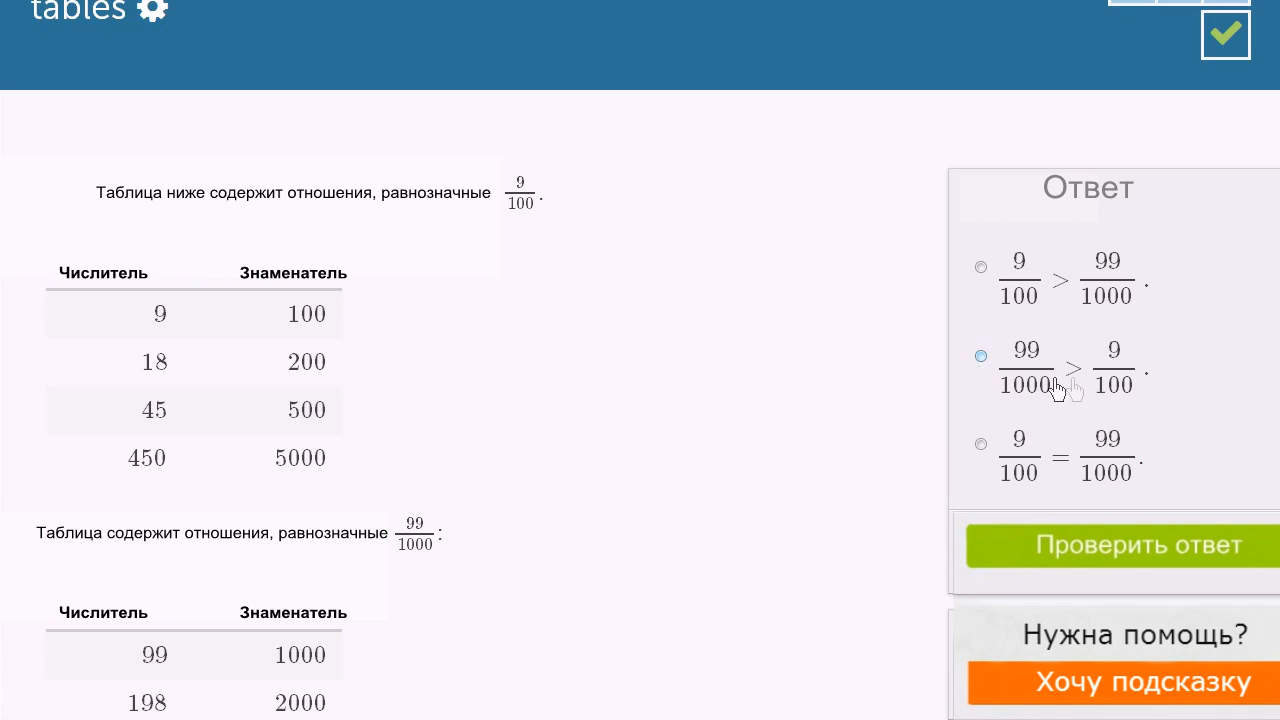 tables
Таблица ниже содержит отношения, равнозначные 9/100.
Числитель Знаменатель
9 100
18 200
45 500
450 5000
Таблица содержит отношения, равнозначные 99/1000:
Числитель Знаменатель
99 1000
198 2000
Ответ
9/100 > 99/1000.
99/1000 > 9/100.
9/100 = 99/1000.
Проверить ответ
Нужна помощь?
Хочу подсказку